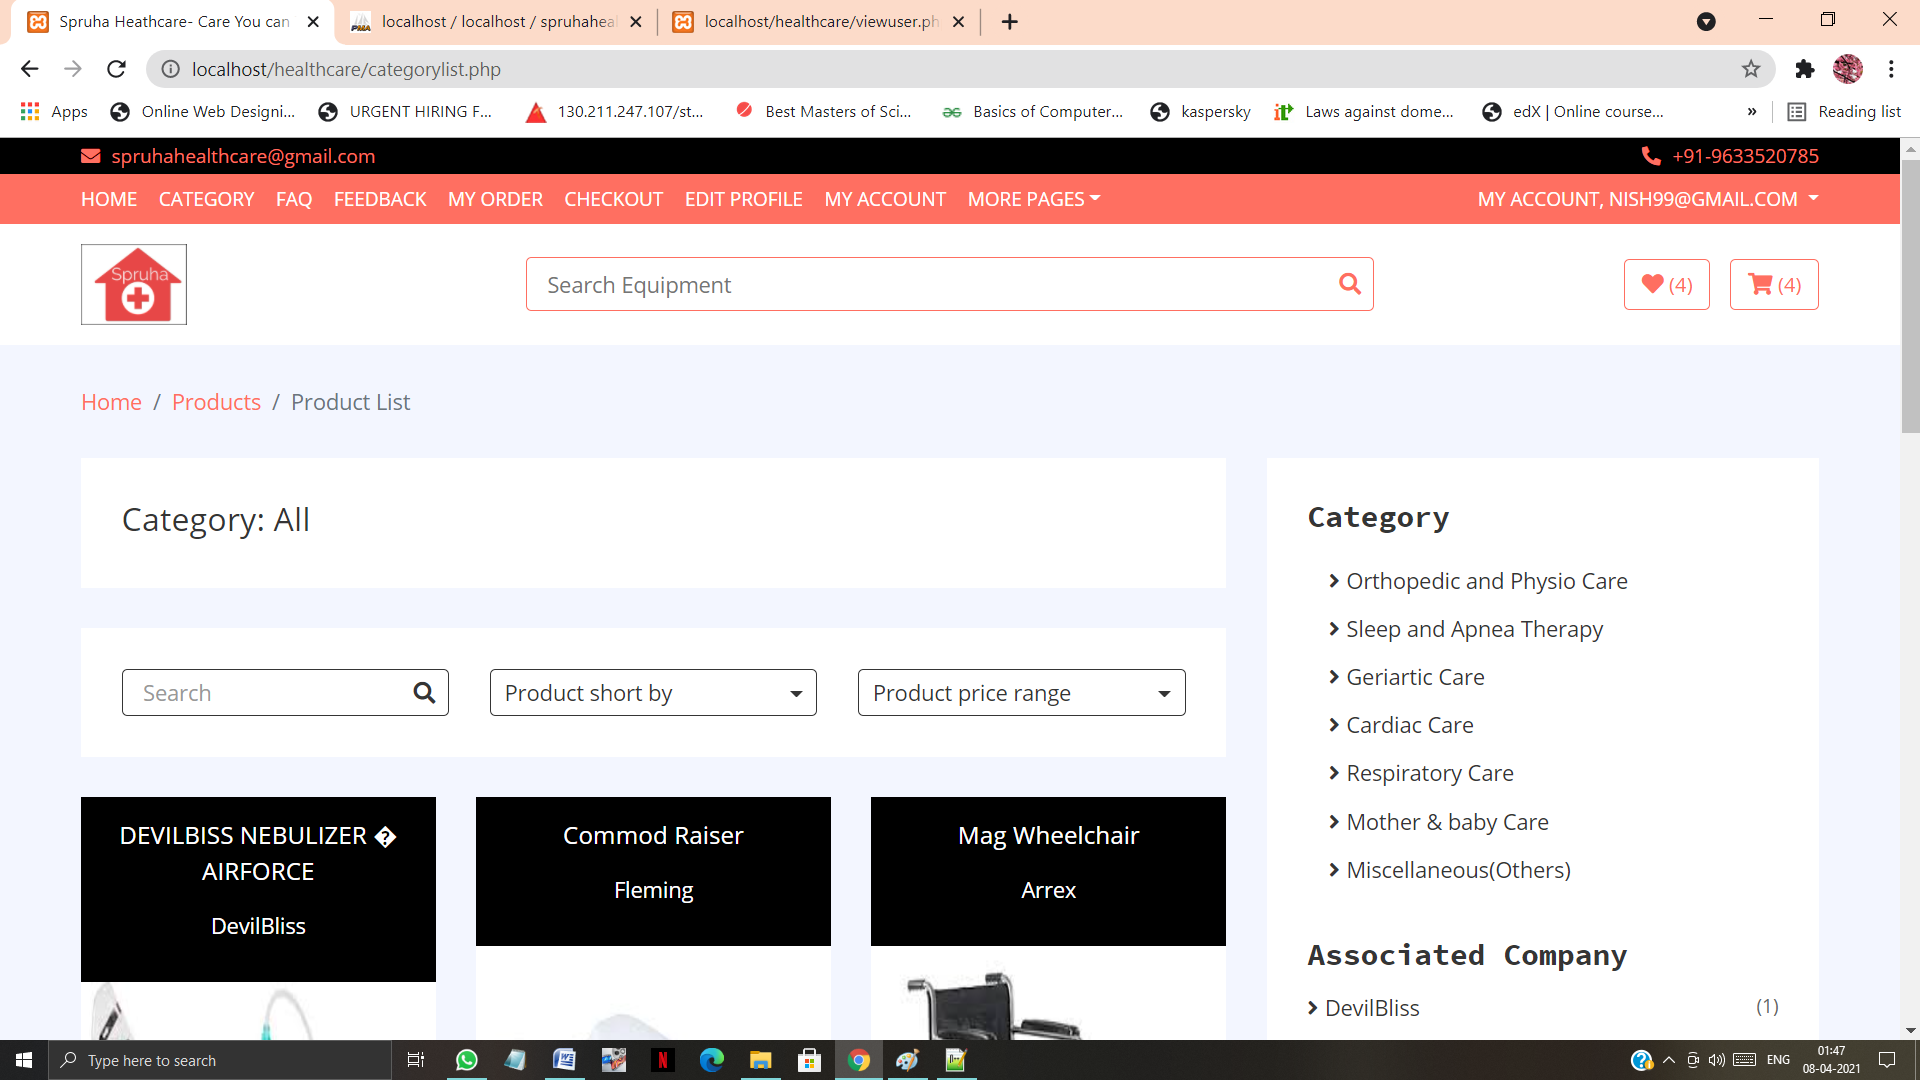 Spruha Heathcare- Care You can
localhost / localhost / spruhaheal
localhost/healthcare/viewuser.ph
localhost/healthcare/categorylist.php
Apps
Online Web Designi...
URGENT HIRING F...
130.211.247.107/st...
Best Masters of Sci...
Basics of Computer...
kaspersky
Laws against dome...
edX | Online course...
»
Reading list
spruhahealthcare@gmail.com
+91-9633520785
HOME CATEGORY FAQ FEEDBACK MY ORDER CHECKOUT EDIT PROFILE MY ACCOUNT MORE PAGES
MY ACCOUNT, NISH99@GMAIL.COM
Spruha
Search Equipment
(4)
(4)
Home / Products / Product List
Category: All
Search
Product short by
Product price range
DEVILBISS NEBULIZER �
AIRFORCE
DevilBliss
Commod Raiser
Fleming
Mag Wheelchair
Arrex
Category
Orthopedic and Physio Care
Sleep and Apnea Therapy
Geriartic Care
Cardiac Care
Respiratory Care
Mother & baby Care
Miscellaneous(Others)
Associated Company
DevilBliss (1)
Type here to search
ENG
01:47
08-04-2021